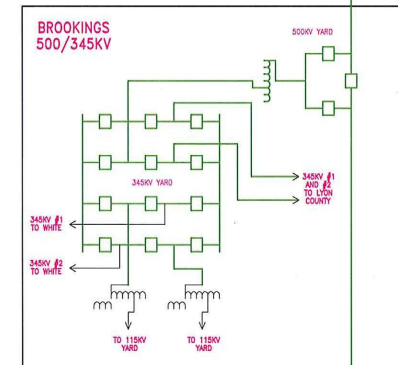 BROOKINGS
500/345KV
500KV YARD
345KV YARD
345KV #1
AND #2
TO LYON
COUNTY
345KV #1
TO WHITE
345KV #2
TO WHITE
TO 115KV
YARD
TO 115KV
YARD